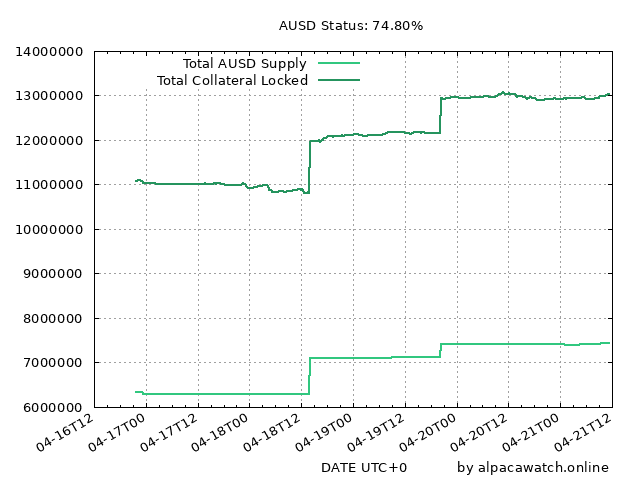 AUSD Status: 74.80%
Total AUSD Supply
Total Collateral Locked
14000000
13000000
12000000
11000000
10000000
9000000
8000000
7000000
6000000
04-16T12
04-17T00
04-17T12
04-18T00
04-18T12
04-19T00
04-19T12
04-20T00
04-20T12
04-21T00
04-21T12
DATE UTC+0
by alpacawatch.online